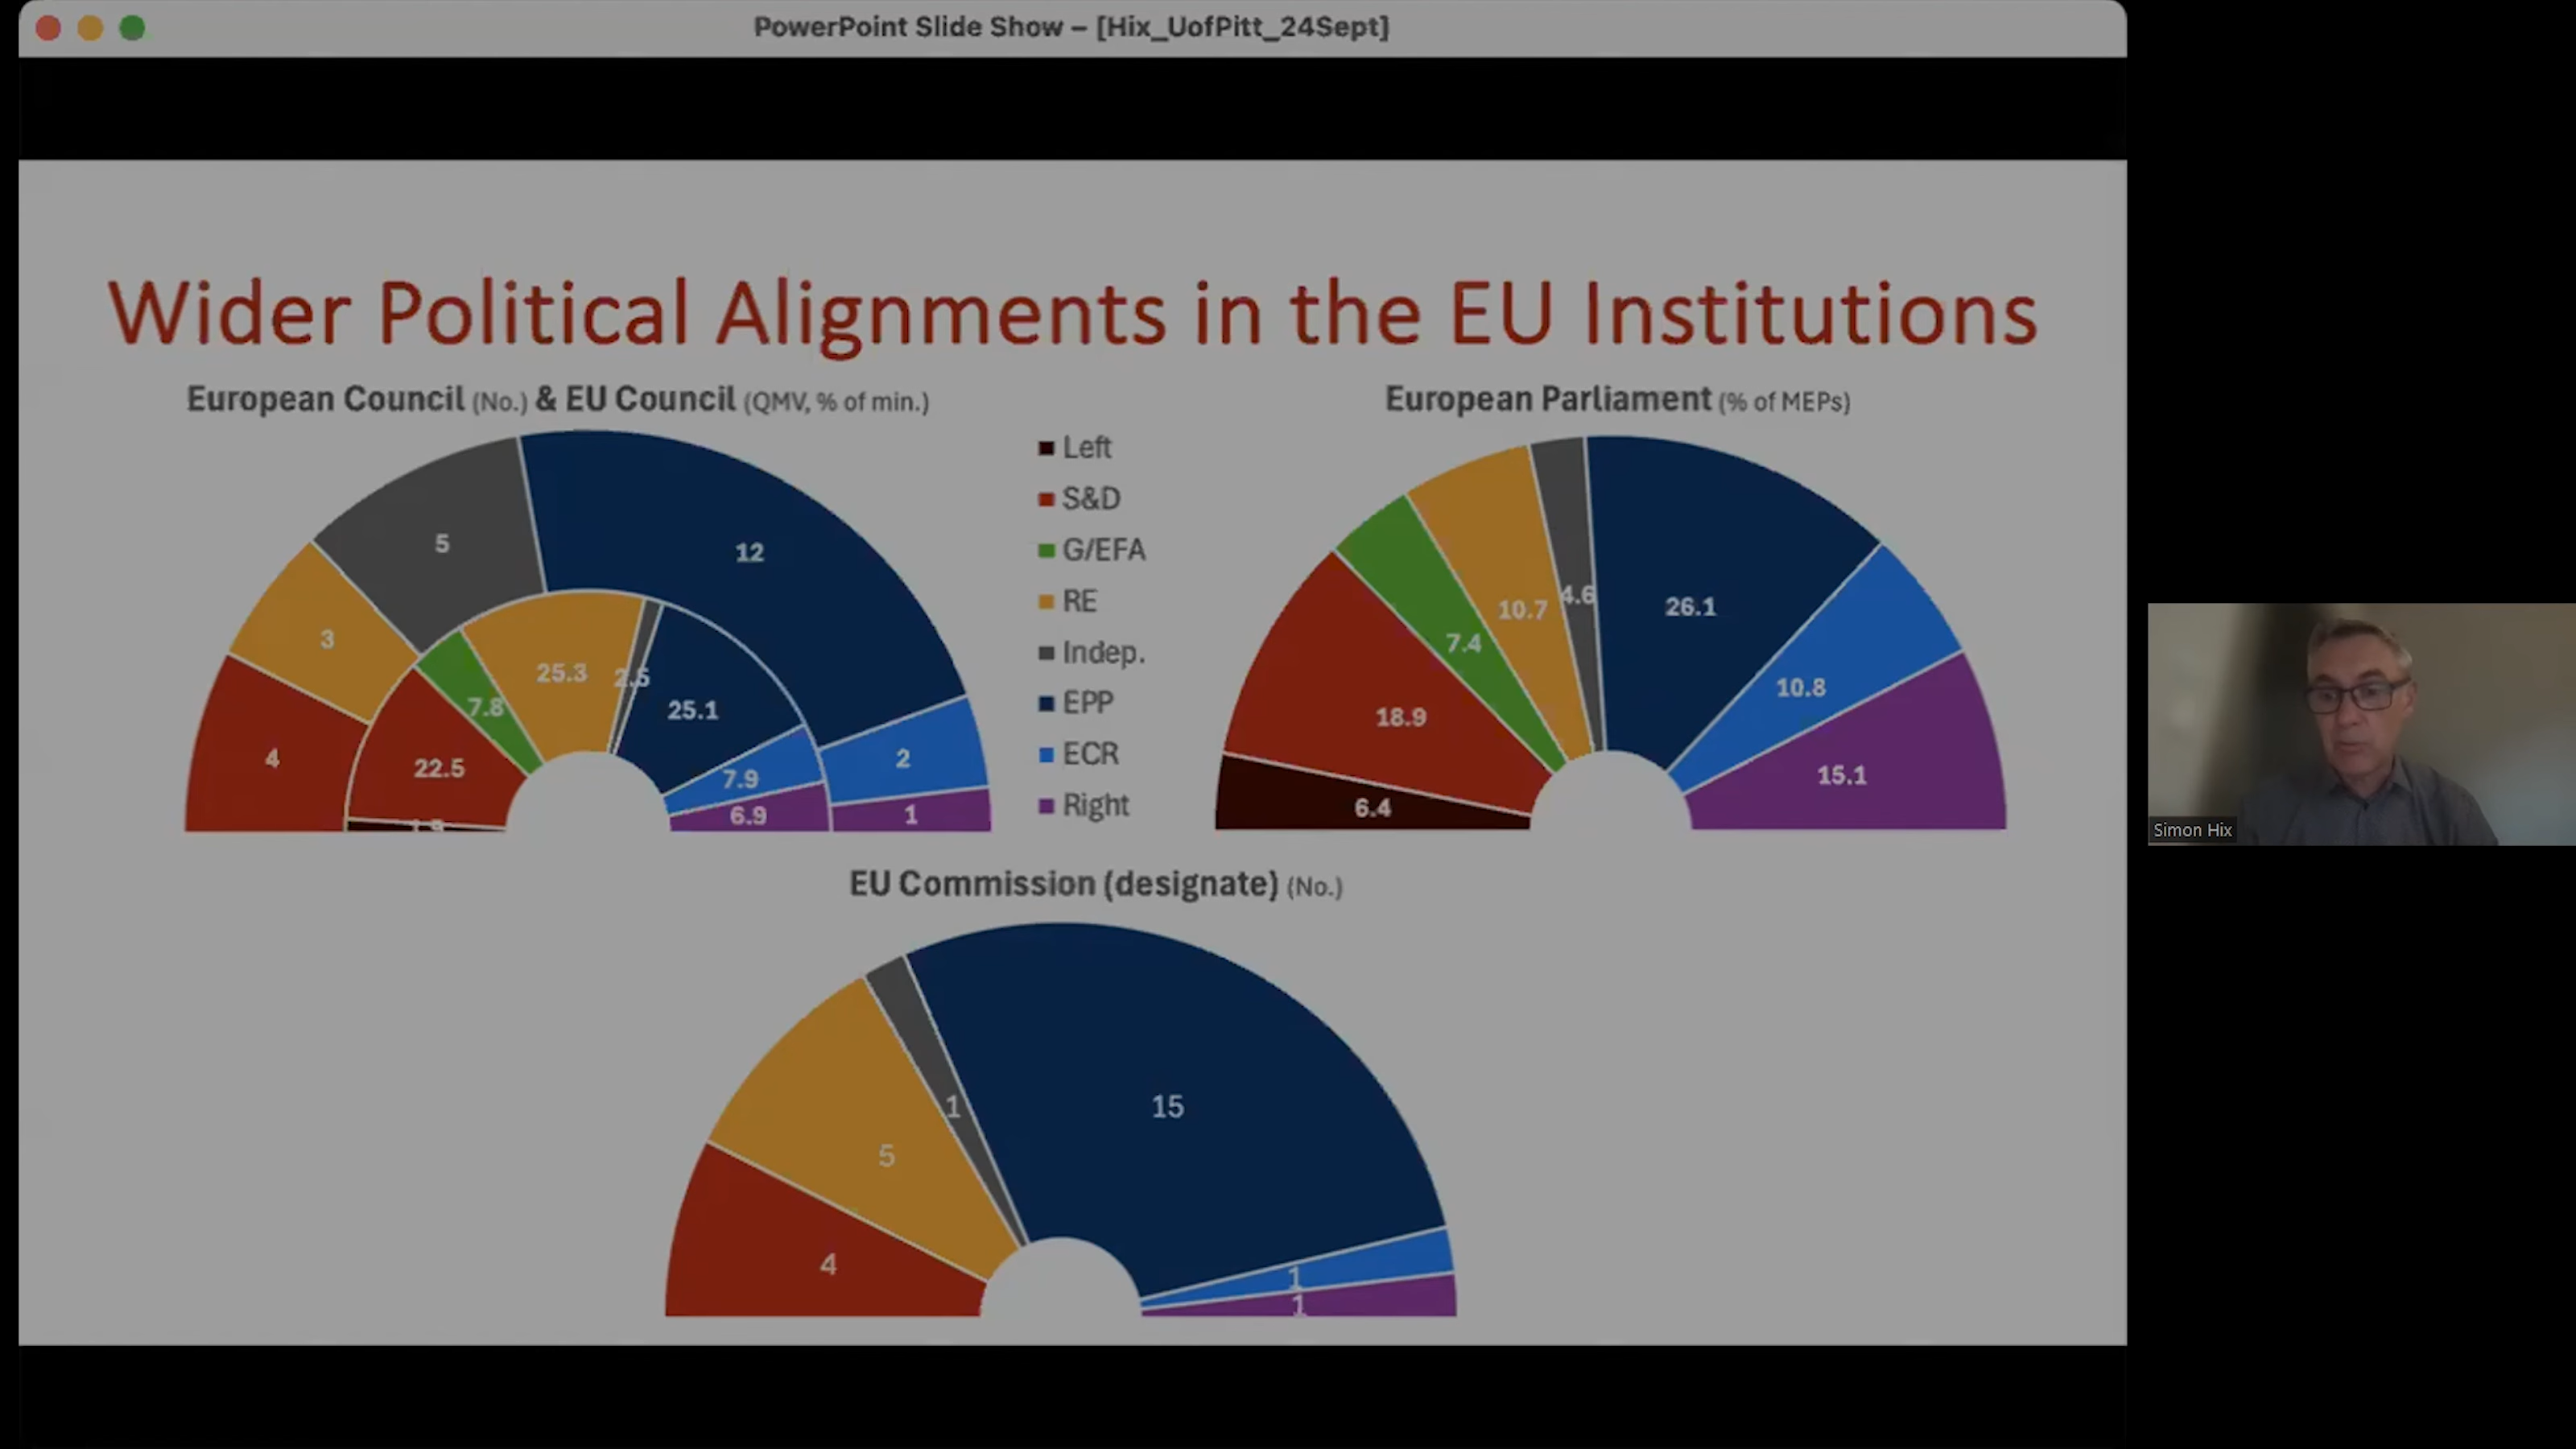 PowerPoint Slide Show – [Hix_UofPitt_24Sept]
Wider Political Alignments in the EU Institutions
European Council (No.) & EU Council (QMV, % of min.)
4
3
5
12
2
1
22.5
7.8
25.3
25.1
7.9
6.9
Left
S&D
G/EFA
RE
Indep.
EPP
ECR
Right
European Parliament (% of MEPs)
6.4
18.9
7.4
10.7
4.6
26.1
10.8
15.1
EU Commission (designate) (No.)
4
5
1
15
1
1
Simon Hix